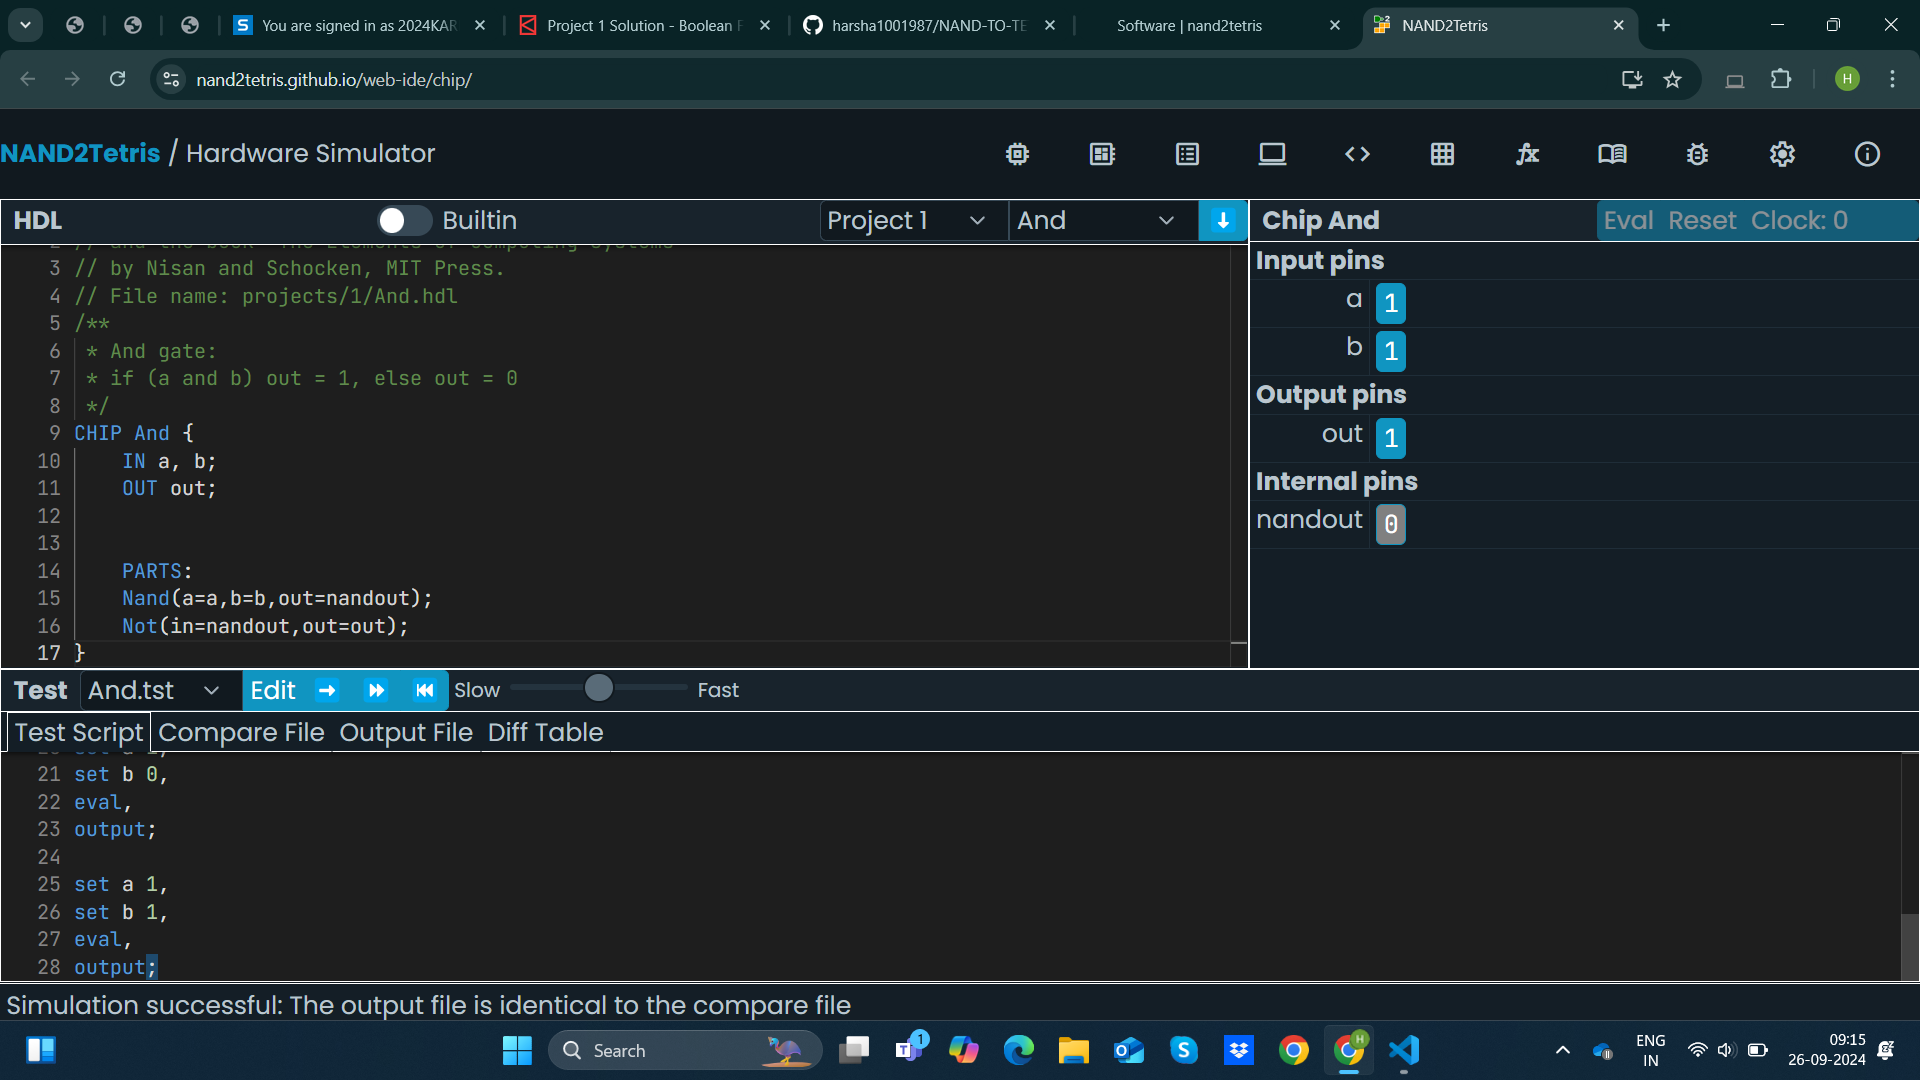 You are signed in as 2024KAR
Project 1 Solution - Boolean F
harsha1001987/NAND-TO-TE
Software | nand2tetris
NAND2Tetris
nand2tetris.github.io/web-ide/chip/
H
NAND2Tetris / Hardware Simulator
HDL
Builtin
Project 1
And
Chip And
Eval Reset Clock: 0
3 // by Nisan and Schocken, MIT Press.
4 // File name: projects/1/And.hdl
5 /**
6 * And gate:
7 * if (a and b) out = 1, else out = 0
8 */
9 CHIP And {
10 IN a, b;
11 OUT out;
12
13
14 PARTS:
15 Nand(a=a,b=b,out=nandout);
16 Not(in=nandout,out=out);
17 }
Input pins
a 1
b 1
Output pins
out 1
Internal pins
nandout 0
Test And.tst Edit Slow Fast
Test Script Compare File Output File Diff Table
21 set b 0,
22 eval,
23 output;
24
25 set a 1,
26 set b 1,
27 eval,
28 output;
Simulation successful: The output file is identical to the compare file
Search
1
ENG
IN
09:15
26-09-2024